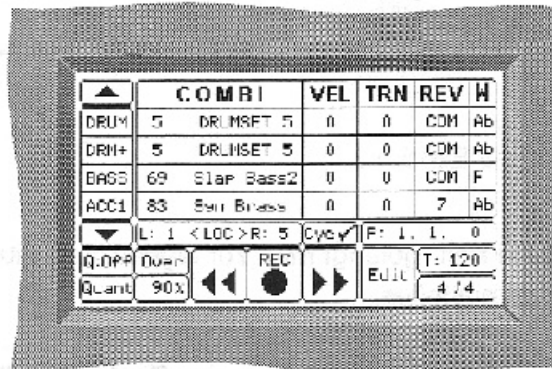 COMBI VEL TRN REV W
DRUM 5 DRUMSET 5 0 0 COM Ab
DRM+ 5 DRUMSET 5 0 0 COM Ab
BASS 69 Slap Bass2 0 0 COM F
ACC1 83 Syn Brass 0 0 7 Ab
L: 1 <LOC>R: 5 Cyc✓ P: 1. 1. 0
Q.Off Over REC Edit T: 120
Quant 90% 4/4